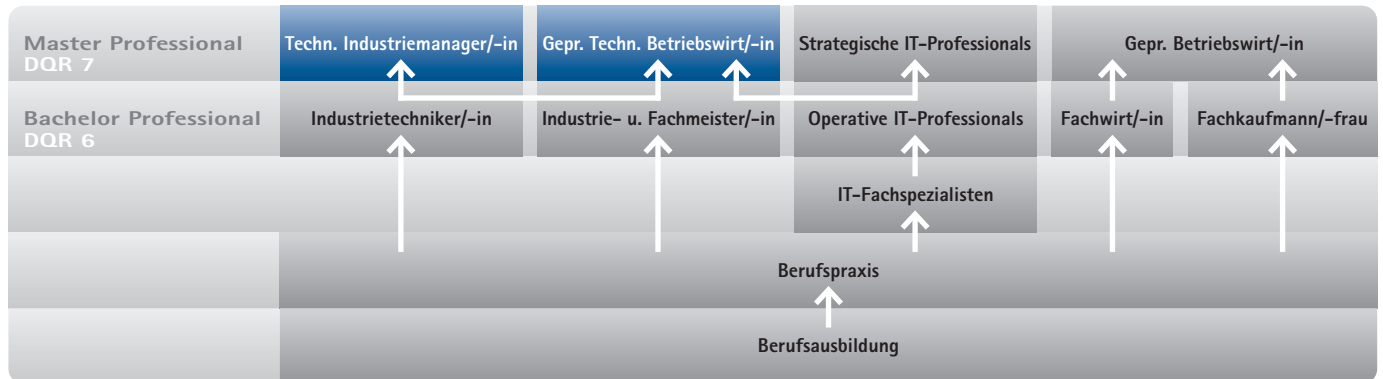 Master Professional
DQR 7
Techn. Industriemanager/-in
Gepr. Techn. Betriebswirt/-in
Strategische IT-Professionals
Gepr. Betriebswirt/-in
Bachelor Professional
DQR 6
Industrietechniker/-in
Industrie- u. Fachmeister/-in
Operative IT-Professionals
Fachwirt/-in
Fachkaufmann/-frau
IT-Fachspezialisten
Berufspraxis
Berufsausbildung